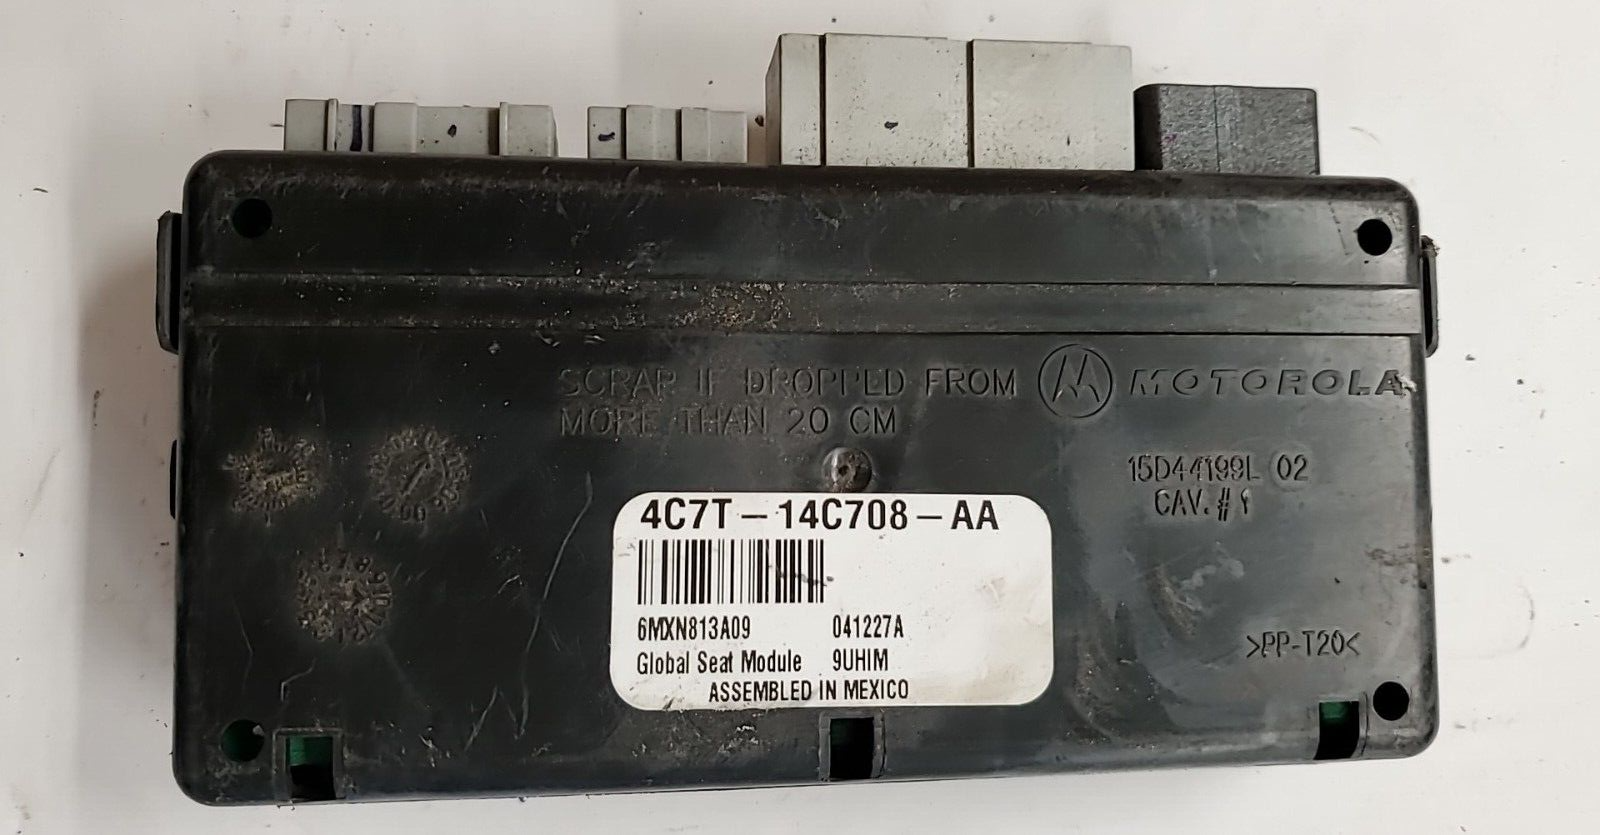 SCRAP IF DROPPED FROM MOTOROLA
MORE THAN 20 CM
15D44199L 02
CAV. # 1
4C7T-14C708-AA
6MXN813A09 041227A
Global Seat Module 9UHIM
ASSEMBLED IN MEXICO
>PP-T20<